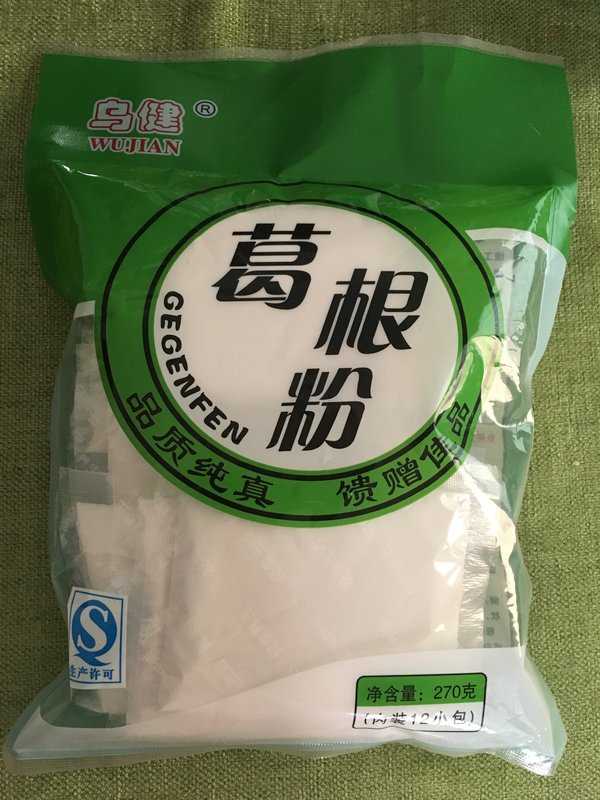 乌健®
WUJIAN
葛根粉
GEGENFEN
品质纯真 馈赠佳品
生产许可
净含量：270克
(内装12小包)